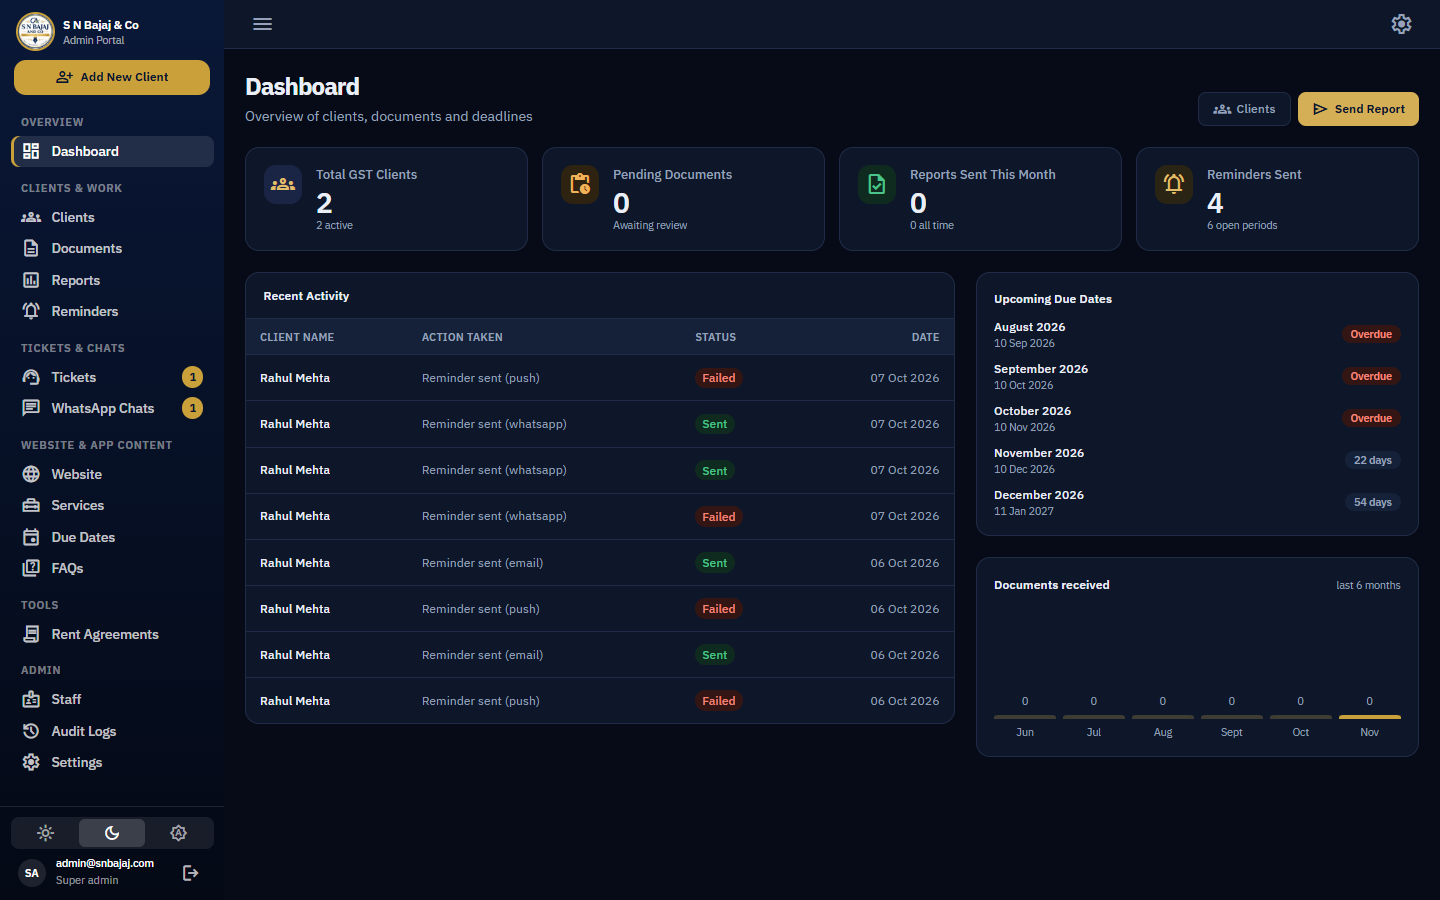 S N BAJAJ
AND CO
S N Bajaj & Co
Admin Portal
Add New Client
OVERVIEW
Dashboard
CLIENTS & WORK
Clients
Documents
Reports
Reminders
TICKETS & CHATS
Tickets 1
WhatsApp Chats 1
WEBSITE & APP CONTENT
Website
Services
Due Dates
FAQs
TOOLS
Rent Agreements
ADMIN
Staff
Audit Logs
Settings
SA
admin@snbajaj.com
Super admin
Dashboard
Overview of clients, documents and deadlines
Clients
Send Report
Total GST Clients
2
2 active
Pending Documents
0
Awaiting review
Reports Sent This Month
0
0 all time
Reminders Sent
4
6 open periods
Recent Activity
CLIENT NAME ACTION TAKEN STATUS DATE
Rahul Mehta Reminder sent (push) Failed 07 Oct 2026
Rahul Mehta Reminder sent (whatsapp) Sent 07 Oct 2026
Rahul Mehta Reminder sent (whatsapp) Sent 07 Oct 2026
Rahul Mehta Reminder sent (whatsapp) Failed 07 Oct 2026
Rahul Mehta Reminder sent (email) Sent 06 Oct 2026
Rahul Mehta Reminder sent (push) Failed 06 Oct 2026
Rahul Mehta Reminder sent (email) Sent 06 Oct 2026
Rahul Mehta Reminder sent (push) Failed 06 Oct 2026
Upcoming Due Dates
August 2026
10 Sep 2026
Overdue
September 2026
10 Oct 2026
Overdue
October 2026
10 Nov 2026
Overdue
November 2026
10 Dec 2026
22 days
December 2026
11 Jan 2027
54 days
Documents received last 6 months
0 0 0 0 0 0
Jun Jul Aug Sept Oct Nov